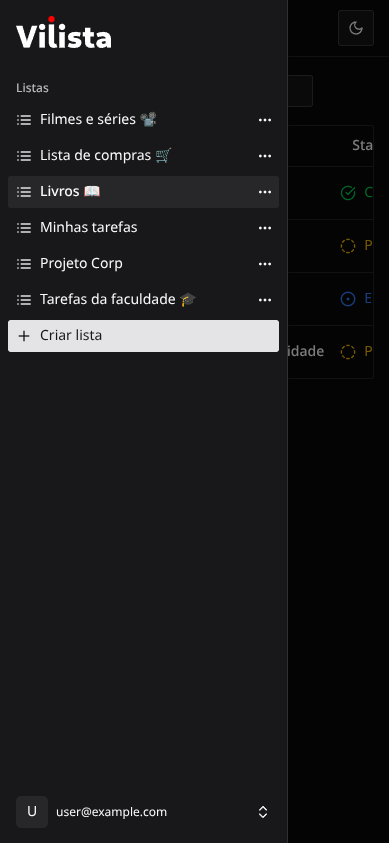 Vilista
Listas
Filmes e séries 📽️
Lista de compras 🛒
Livros 📖
Minhas tarefas
Projeto Corp
Tarefas da faculdade 🎓
Criar lista
Sta
C
P
E
idade P
U user@example.com